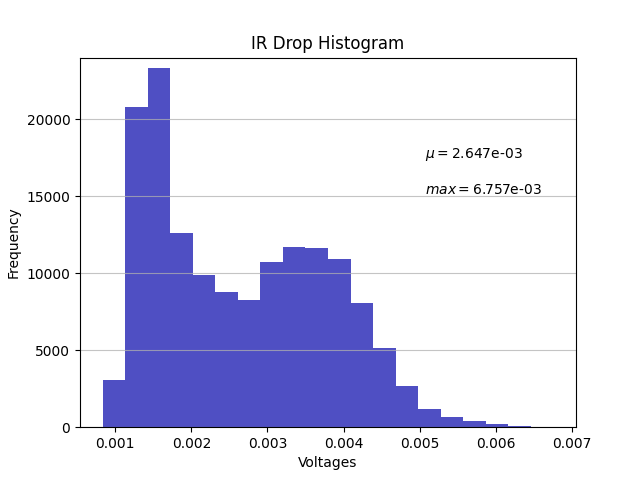 IR Drop Histogram
20000
15000
10000
5000
0
Frequency
μ = 2.647e-03
max = 6.757e-03
0.001 0.002 0.003 0.004 0.005 0.006 0.007
Voltages